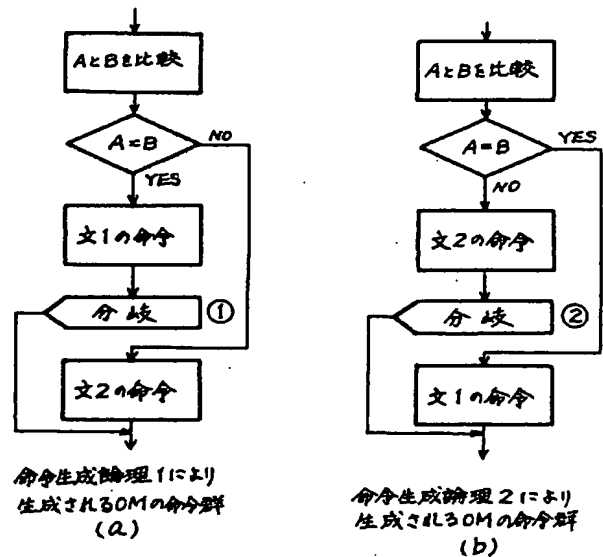 AとBを比較
A=B
NO
YES
文1の命令
分岐
①
文2の命令
命令生成論理1により
生成されるOMの命令群
(a)
AとBを比較
A=B
YES
NO
文2の命令
分岐
②
文1の命令
命令生成論理2により
生成されるOMの命令群
(b)